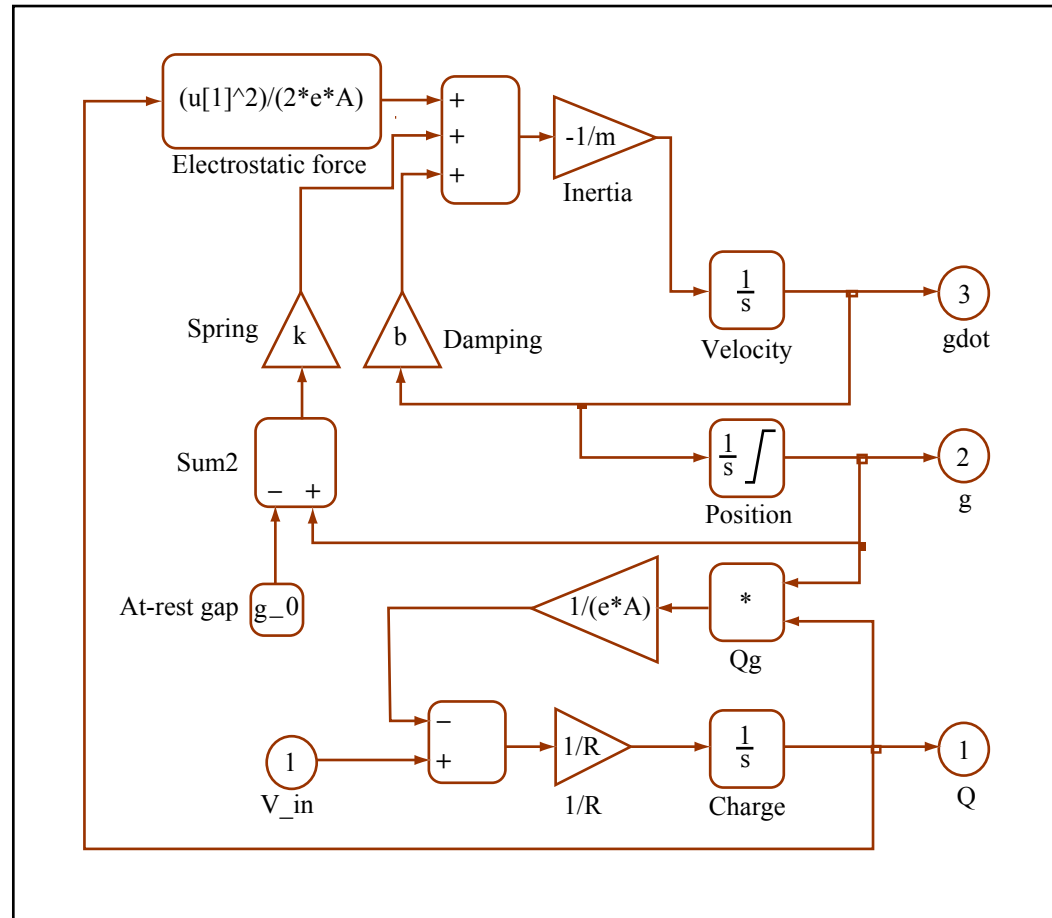 (u[1]^2)/(2*e*A)
Electrostatic force
+
+
+
-1/m
Inertia
1
s
Velocity
3
gdot
Spring
k
b
Damping
Sum2
− +
1
s
Position
2
g
At-rest gap
g_0
1/(e*A)
*
Qg
−
+
1
V_in
1/R
1/R
1
s
Charge
1
Q